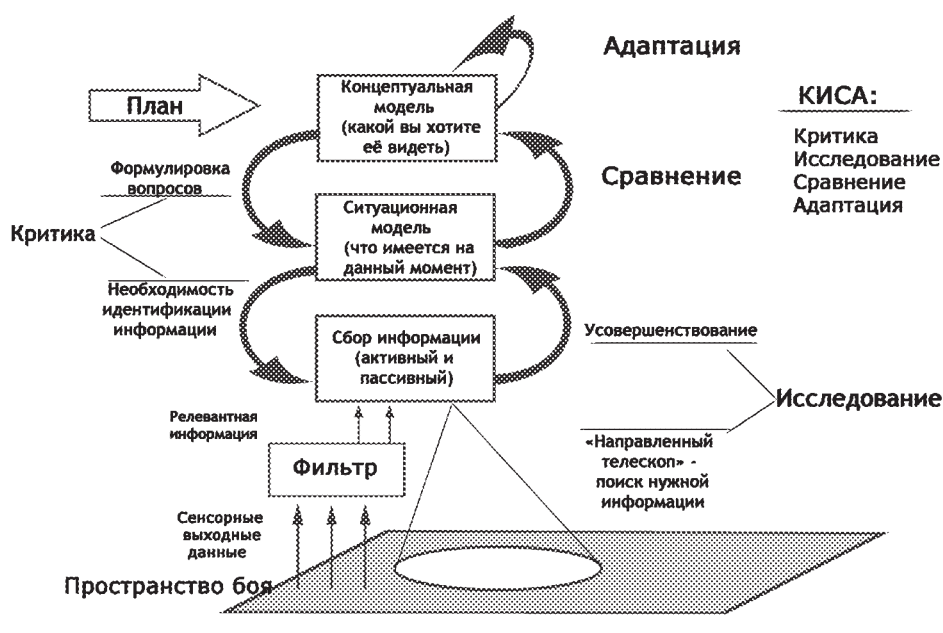 Адаптация
КИСА:
Критика
Исследование
Сравнение
Адаптация
План
Концептуальная
модель
(какой вы хотите
её видеть)
Сравнение
Формулировка
вопросов
Критика
Необходимость
идентификации
информации
Ситуационная
модель
(что имеется на
данный момент)
Сбор информации
(активный и
пассивный)
Усовершенствование
Исследование
«Направленный
телескоп» -
поиск нужной
информации
Релевантная
информация
Фильтр
Сенсорные
выходные
данные
Пространство боя